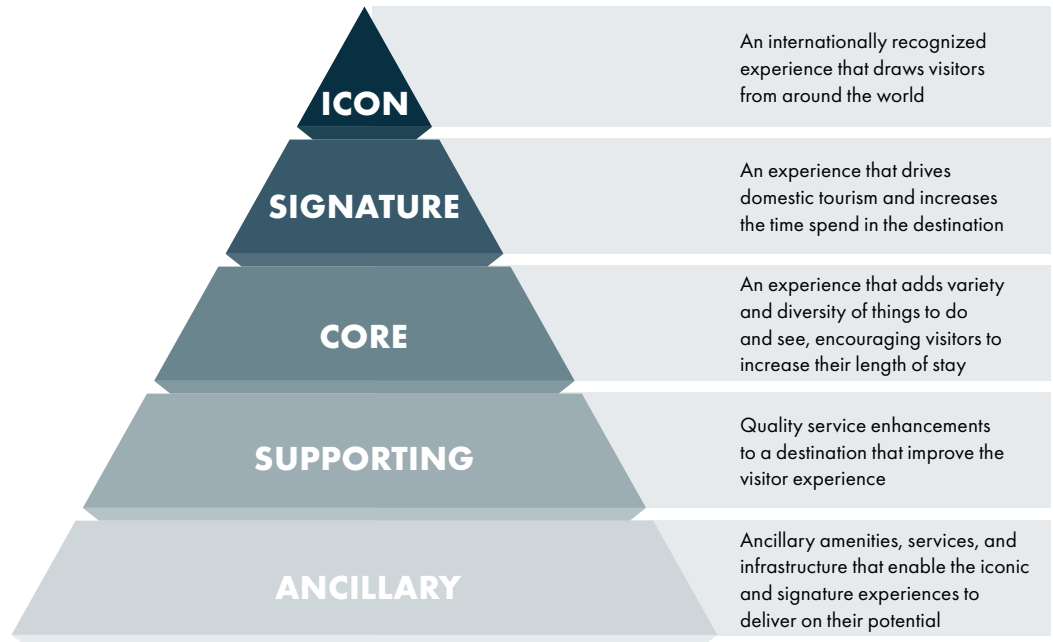 ICON
An internationally recognized
experience that draws visitors
from around the world
SIGNATURE
An experience that drives
domestic tourism and increases
the time spend in the destination
CORE
An experience that adds variety
and diversity of things to do
and see, encouraging visitors to
increase their length of stay
SUPPORTING
Quality service enhancements
to a destination that improve the
visitor experience
ANCILLARY
Ancillary amenities, services, and
infrastructure that enable the iconic
and signature experiences to
deliver on their potential